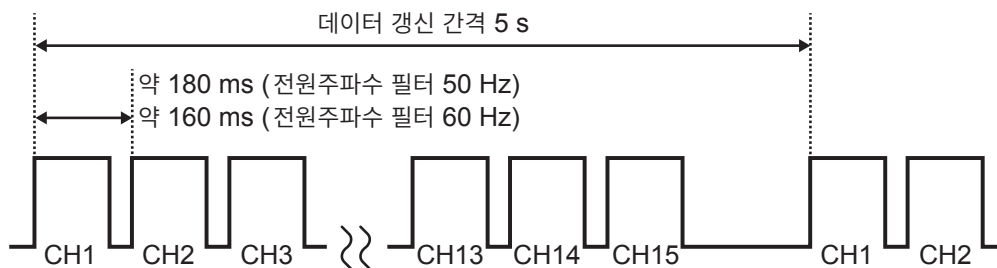 데이터 갱신 간격 5 s
약 180 ms (전원주파수 필터 50 Hz)
약 160 ms (전원주파수 필터 60 Hz)
CH1 CH2 CH3 CH13 CH14 CH15 CH1 CH2